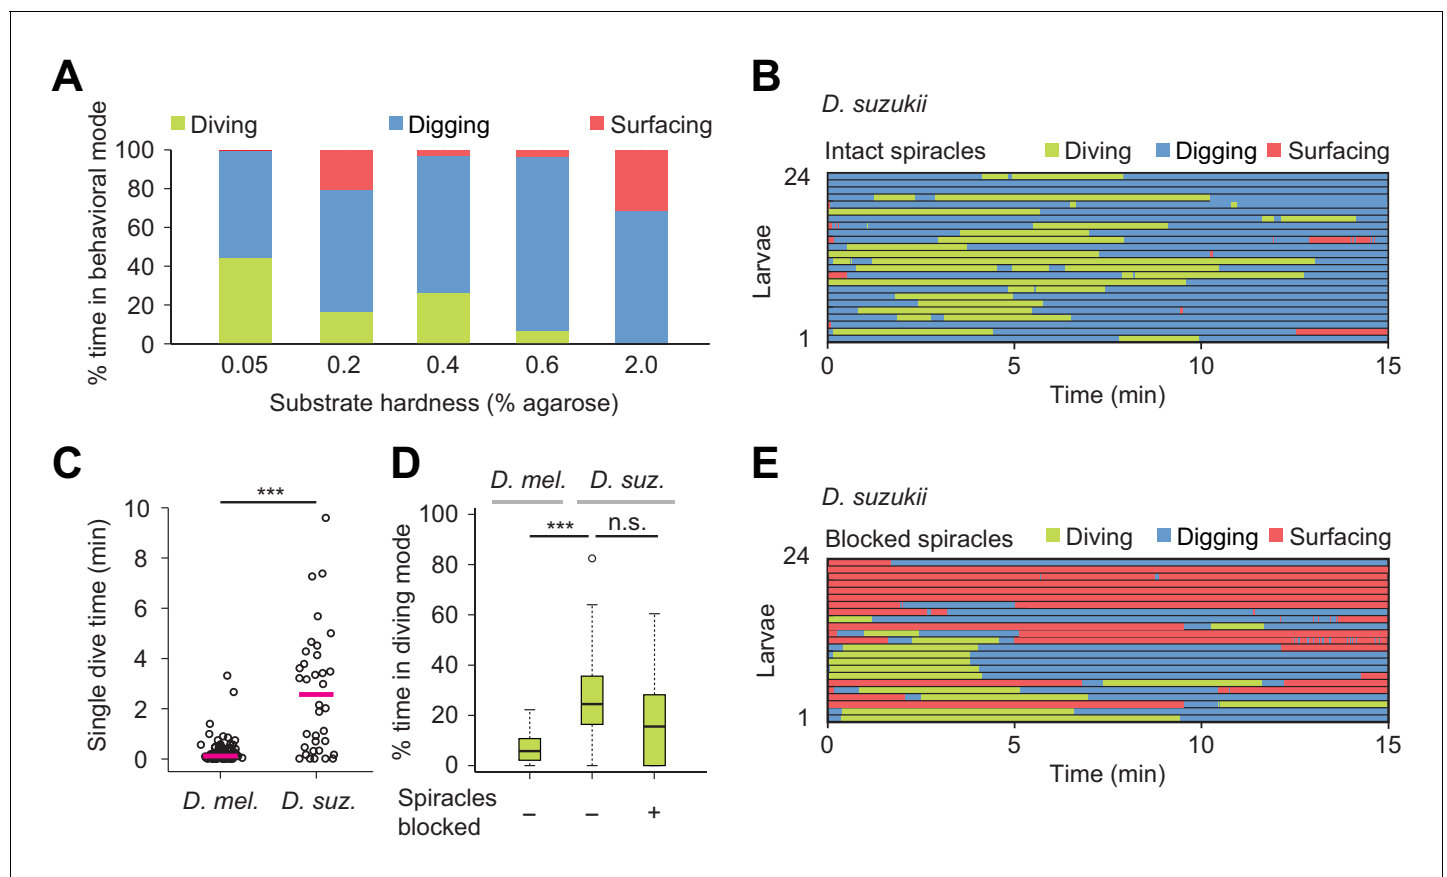 A
Diving Digging Surfacing
% time in behavioral mode
100
80
60
40
20
0
0.05 0.2 0.4 0.6 2.0
Substrate hardness (% agarose)
B
D. suzukii
Intact spiracles Diving Digging Surfacing
24
Larvae
1
0 5 10 15
Time (min)
C
***
Single dive time (min)
10
8
6
4
2
0
D. mel. D. suz.
D
D. mel. D. suz.
*** n.s.
% time in diving mode
100
80
60
40
20
0
Spiracles
blocked
– – +
E
D. suzukii
Blocked spiracles Diving Digging Surfacing
24
Larvae
1
0 5 10 15
Time (min)